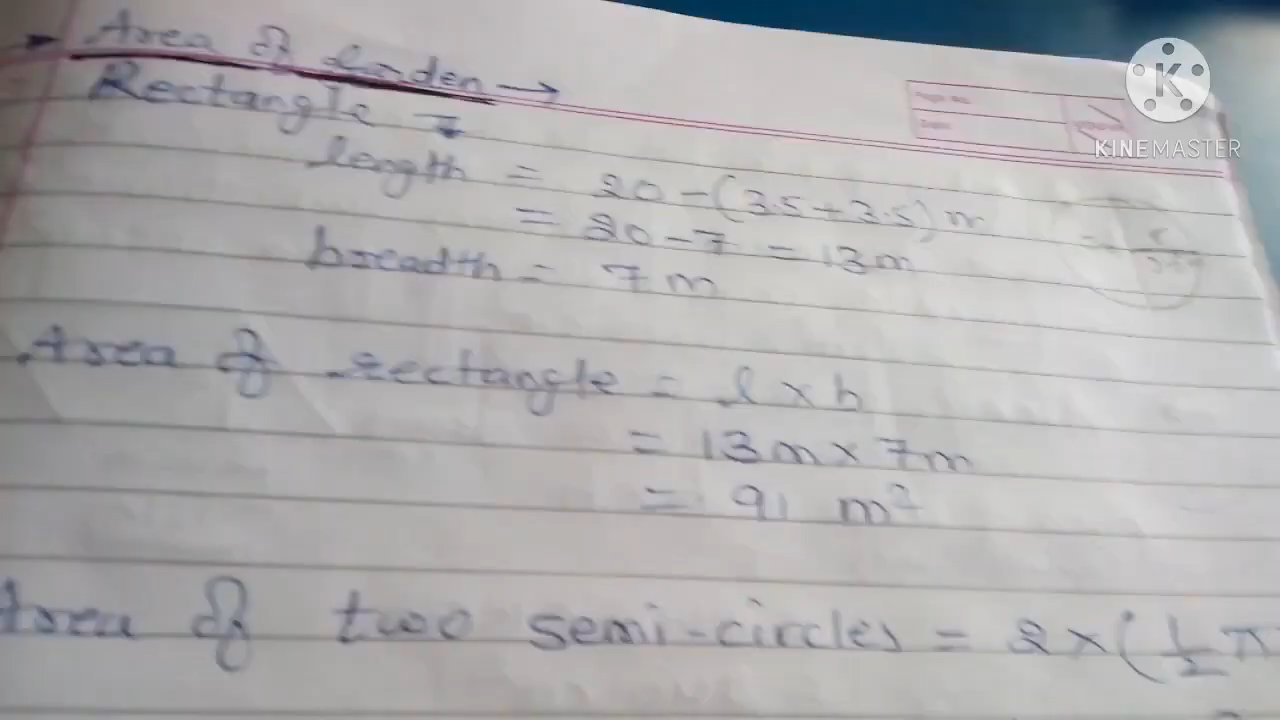 Area of Garden →
Rectangle →
length = 20 - (3.5 + 3.5) m
= 20 - 7 = 13 m
breadth = 7 m
Area of rectangle = l × b
= 13 m × 7 m
= 91 m²
Area of two semi-circles = 2 × (1/2 π
KINEMASTER